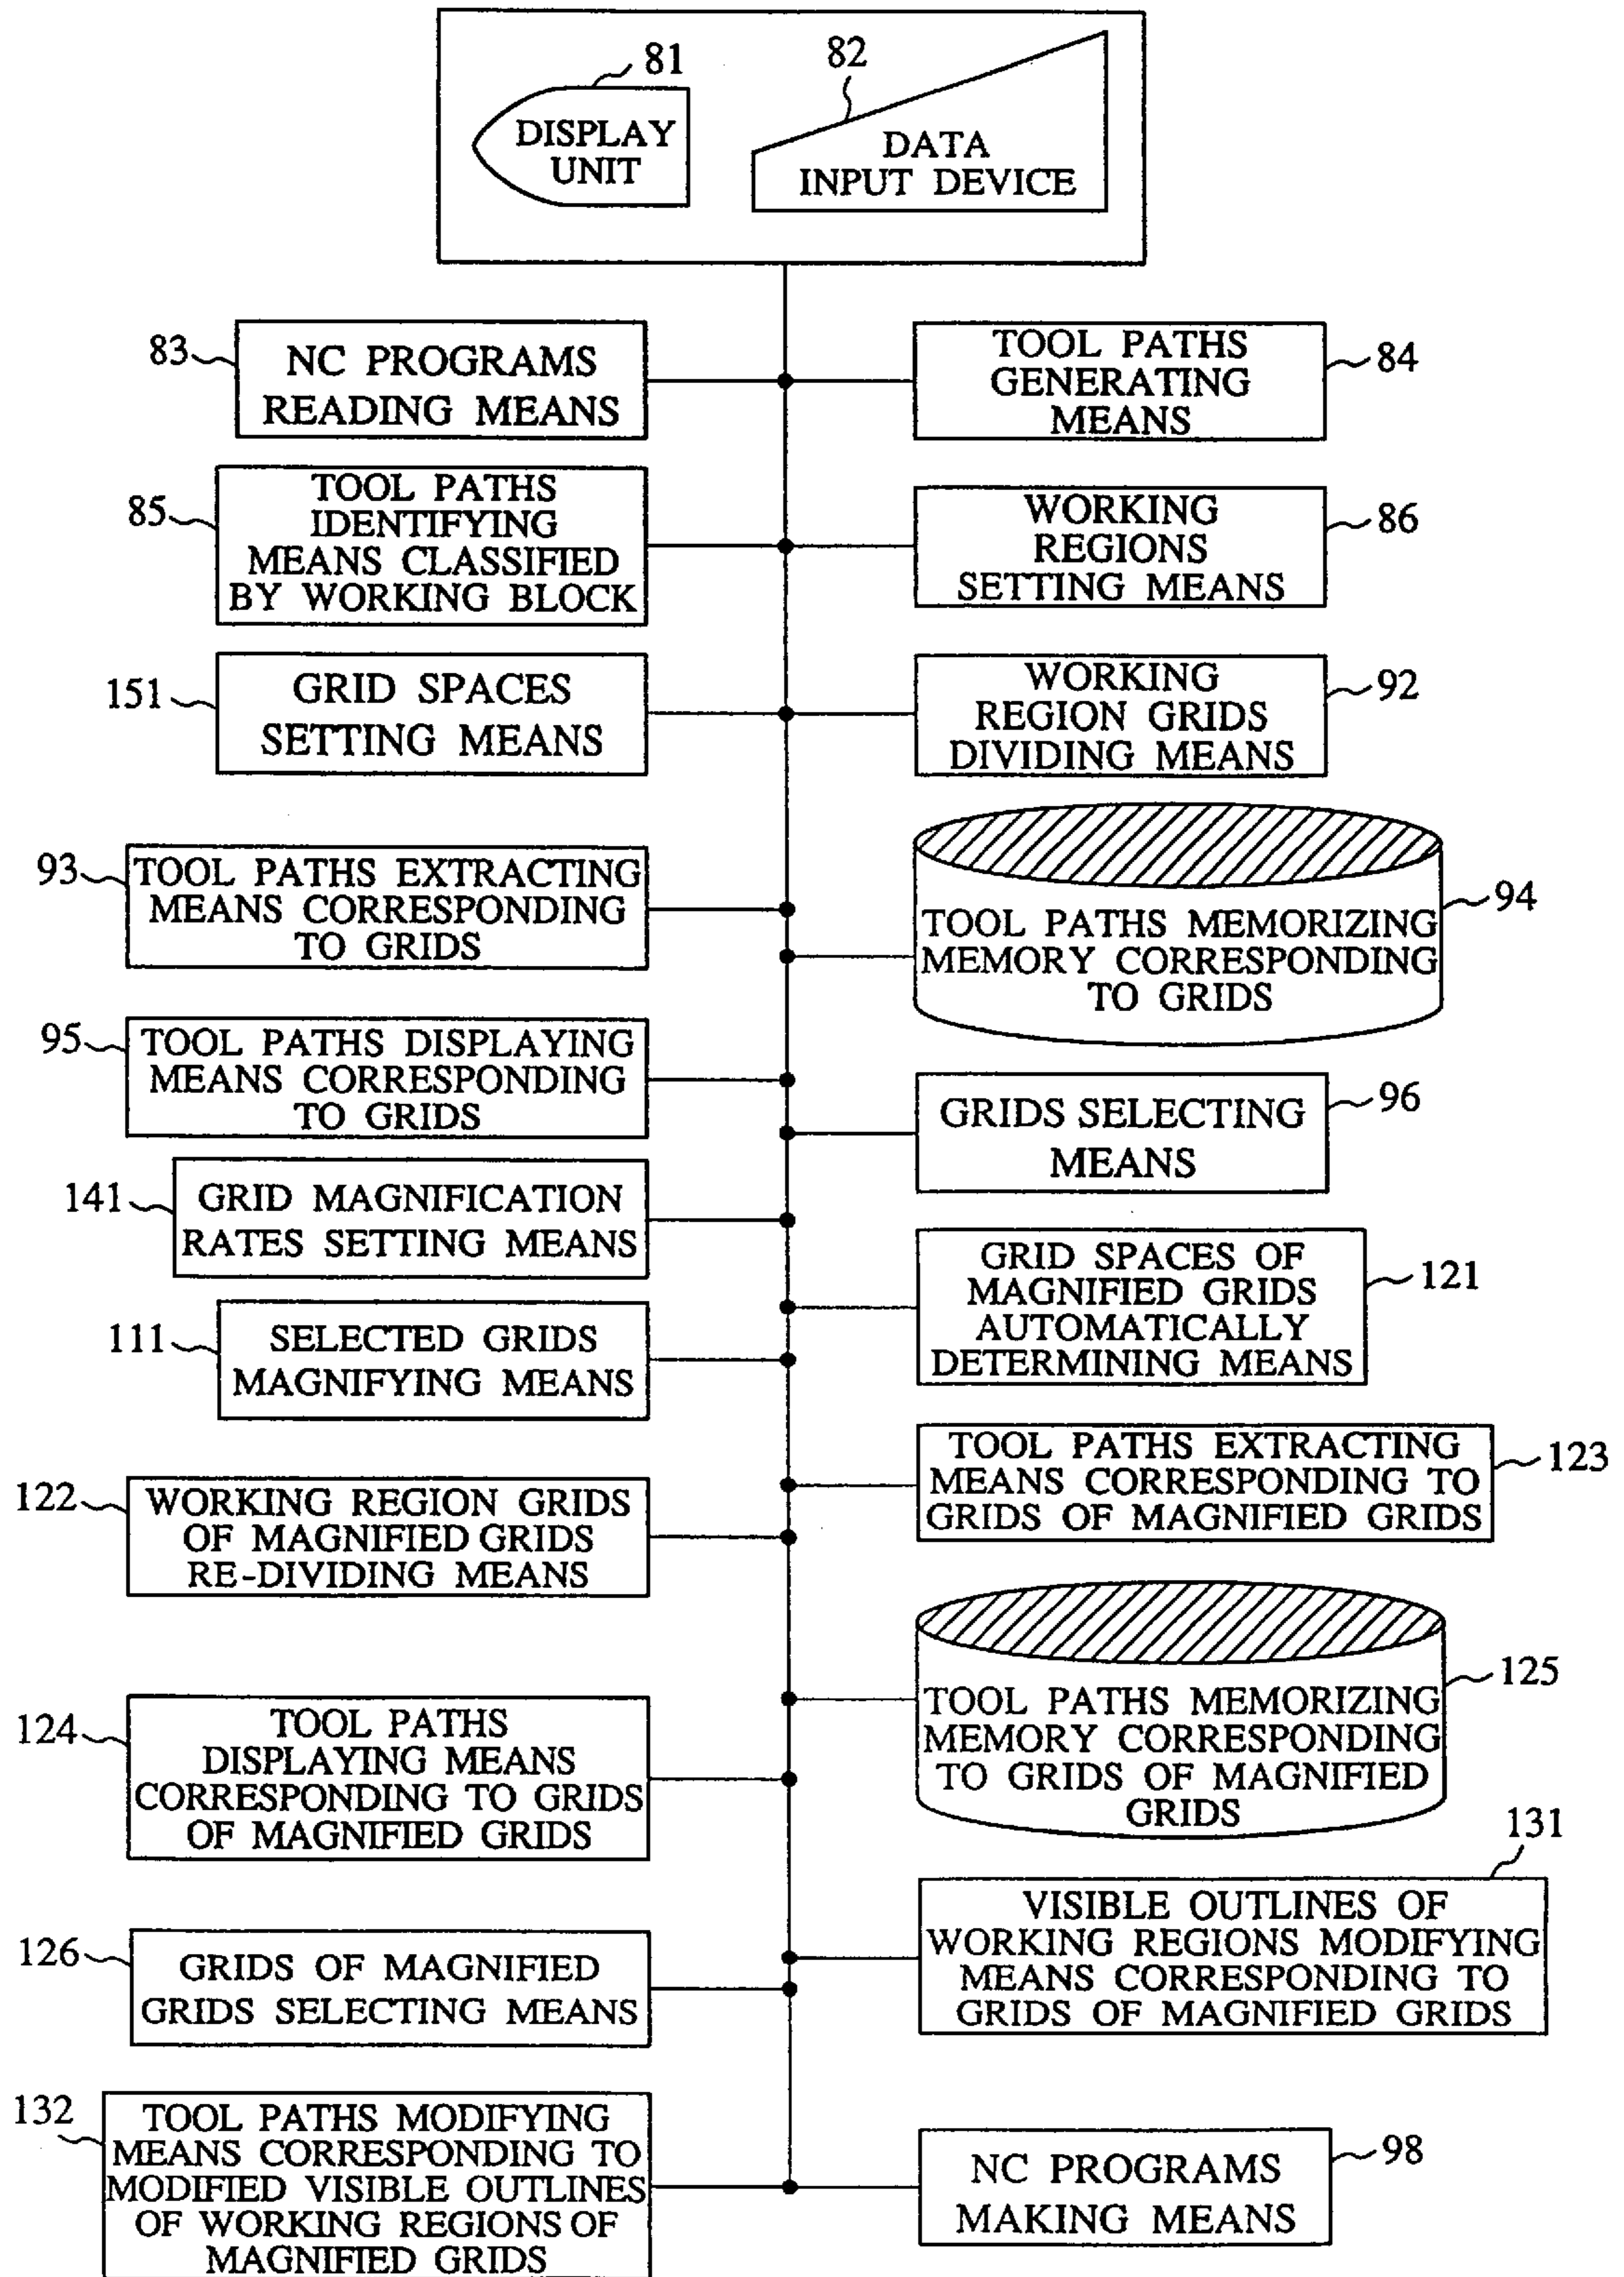 81
DISPLAY
UNIT
82
DATA
INPUT DEVICE
83
NC PROGRAMS
READING MEANS
TOOL PATHS
GENERATING
MEANS
84
85
TOOL PATHS
IDENTIFYING
MEANS CLASSIFIED
BY WORKING BLOCK
WORKING
REGIONS
SETTING MEANS
86
151
GRID SPACES
SETTING MEANS
WORKING
REGION GRIDS
DIVIDING MEANS
92
93
TOOL PATHS EXTRACTING
MEANS CORRESPONDING
TO GRIDS
TOOL PATHS MEMORIZING
MEMORY CORRESPONDING
TO GRIDS
94
95
TOOL PATHS DISPLAYING
MEANS CORRESPONDING
TO GRIDS
GRIDS SELECTING
MEANS
96
141
GRID MAGNIFICATION
RATES SETTING MEANS
GRID SPACES OF
MAGNIFIED GRIDS
AUTOMATICALLY
DETERMINING MEANS
121
111
SELECTED GRIDS
MAGNIFYING MEANS
TOOL PATHS EXTRACTING
MEANS CORRESPONDING TO
GRIDS OF MAGNIFIED GRIDS
123
122
WORKING REGION GRIDS
OF MAGNIFIED GRIDS
RE-DIVIDING MEANS
TOOL PATHS MEMORIZING
MEMORY CORRESPONDING
TO GRIDS OF MAGNIFIED
GRIDS
125
124
TOOL PATHS
DISPLAYING MEANS
CORRESPONDING TO GRIDS
OF MAGNIFIED GRIDS
131
VISIBLE OUTLINES OF
WORKING REGIONS MODIFYING
MEANS CORRESPONDING TO
GRIDS OF MAGNIFIED GRIDS
126
GRIDS OF MAGNIFIED
GRIDS SELECTING MEANS
132
TOOL PATHS MODIFYING
MEANS CORRESPONDING TO
MODIFIED VISIBLE OUTLINES
OF WORKING REGIONS OF
MAGNIFIED GRIDS
NC PROGRAMS
MAKING MEANS
98